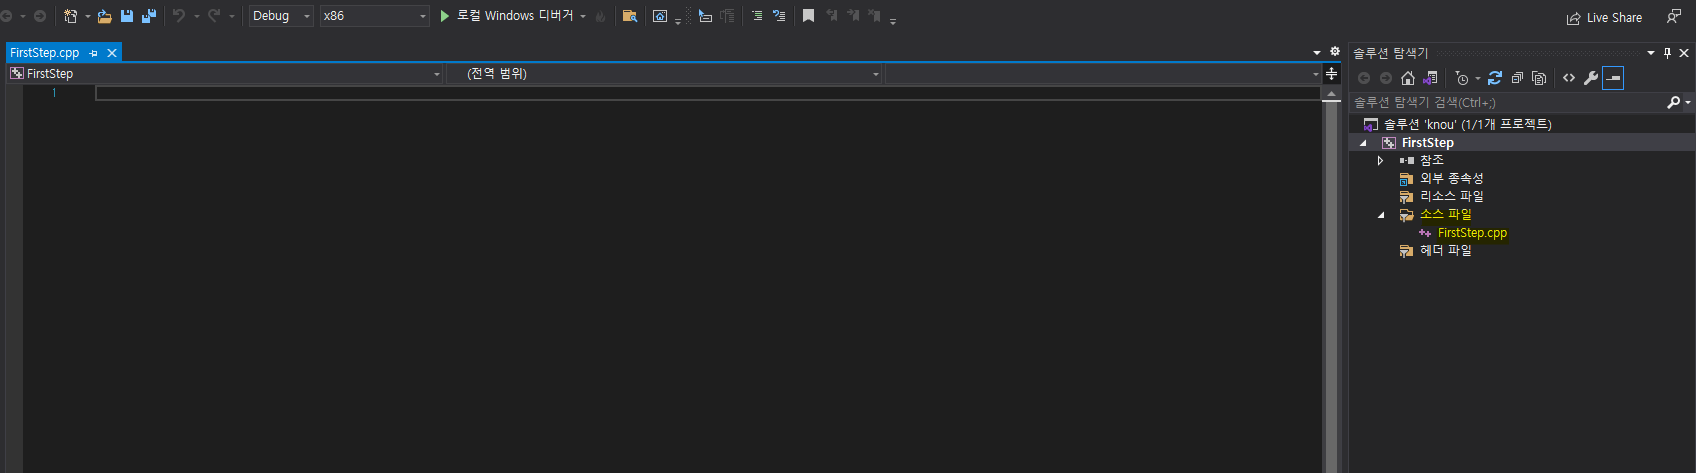 Debug x86 로컬 Windows 디버거 Live Share
FirstStep.cpp
FirstStep (전역 범위)
1
솔루션 탐색기
솔루션 탐색기 검색(Ctrl+;)
솔루션 'knou' (1/1개 프로젝트)
FirstStep
참조
외부 종속성
리소스 파일
소스 파일
FirstStep.cpp
헤더 파일